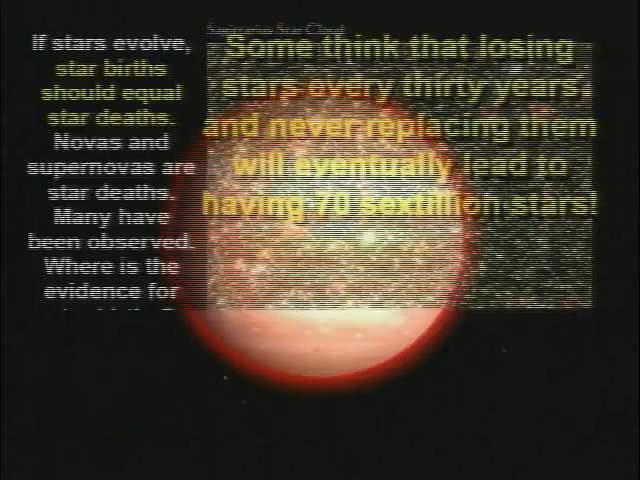 If stars evolve,
star births
should equal
star deaths.
Novas and
supernovas are
star deaths.
Many have
been observed.
Where is the
evidence for
Sagittarius Star Cloud
Some think that losing
stars every thirty years
and never replacing them
will eventually lead to
having 70 sextillion stars!